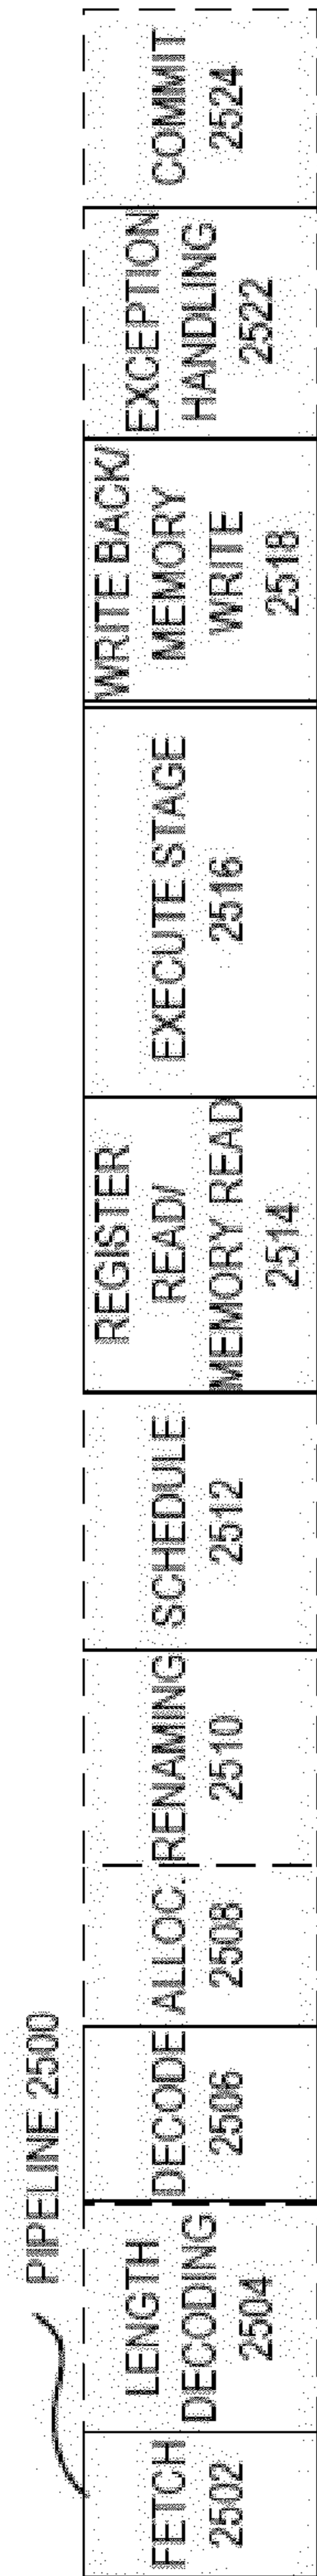 PIPELINE 2500
FETCH
2502
LENGTH
DECODING
2504
DECODE
2506
ALLOC.
2508
RENAMING
2510
SCHEDULE
2512
REGISTER
READ/
MEMORY READ
2514
EXECUTE STAGE
2516
WRITE BACK/
MEMORY
WRITE
2518
EXCEPTION
HANDLING
2522
COMMIT
2524